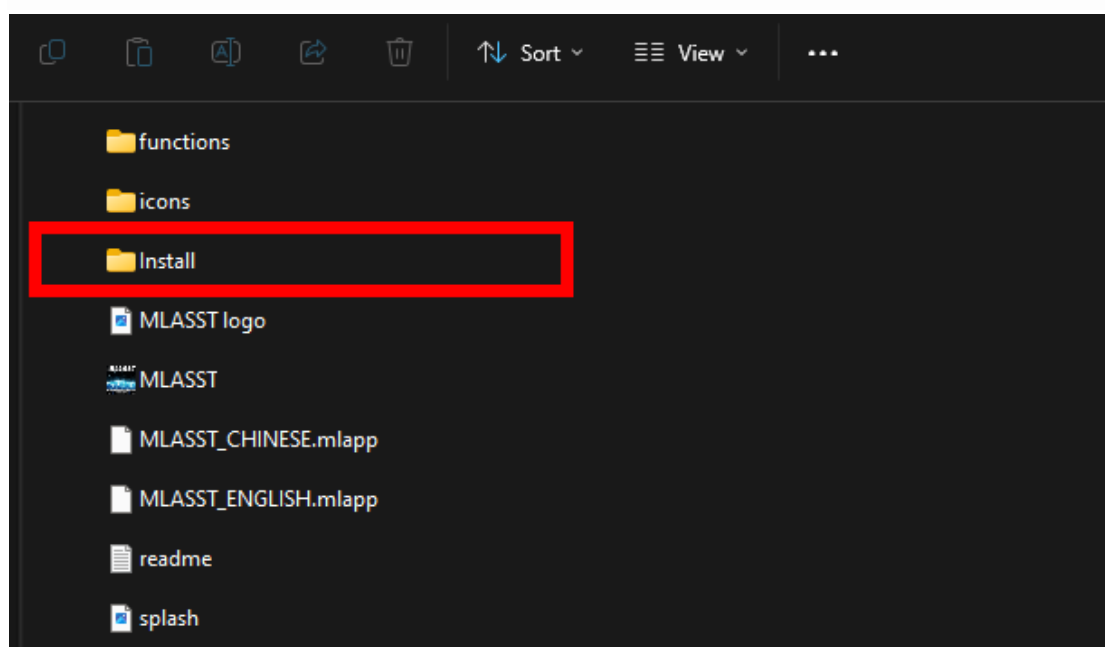 Sort View
functions
icons
Install
MLASST logo
MLASST
MLASST_CHINESE.mlapp
MLASST_ENGLISH.mlapp
readme
splash